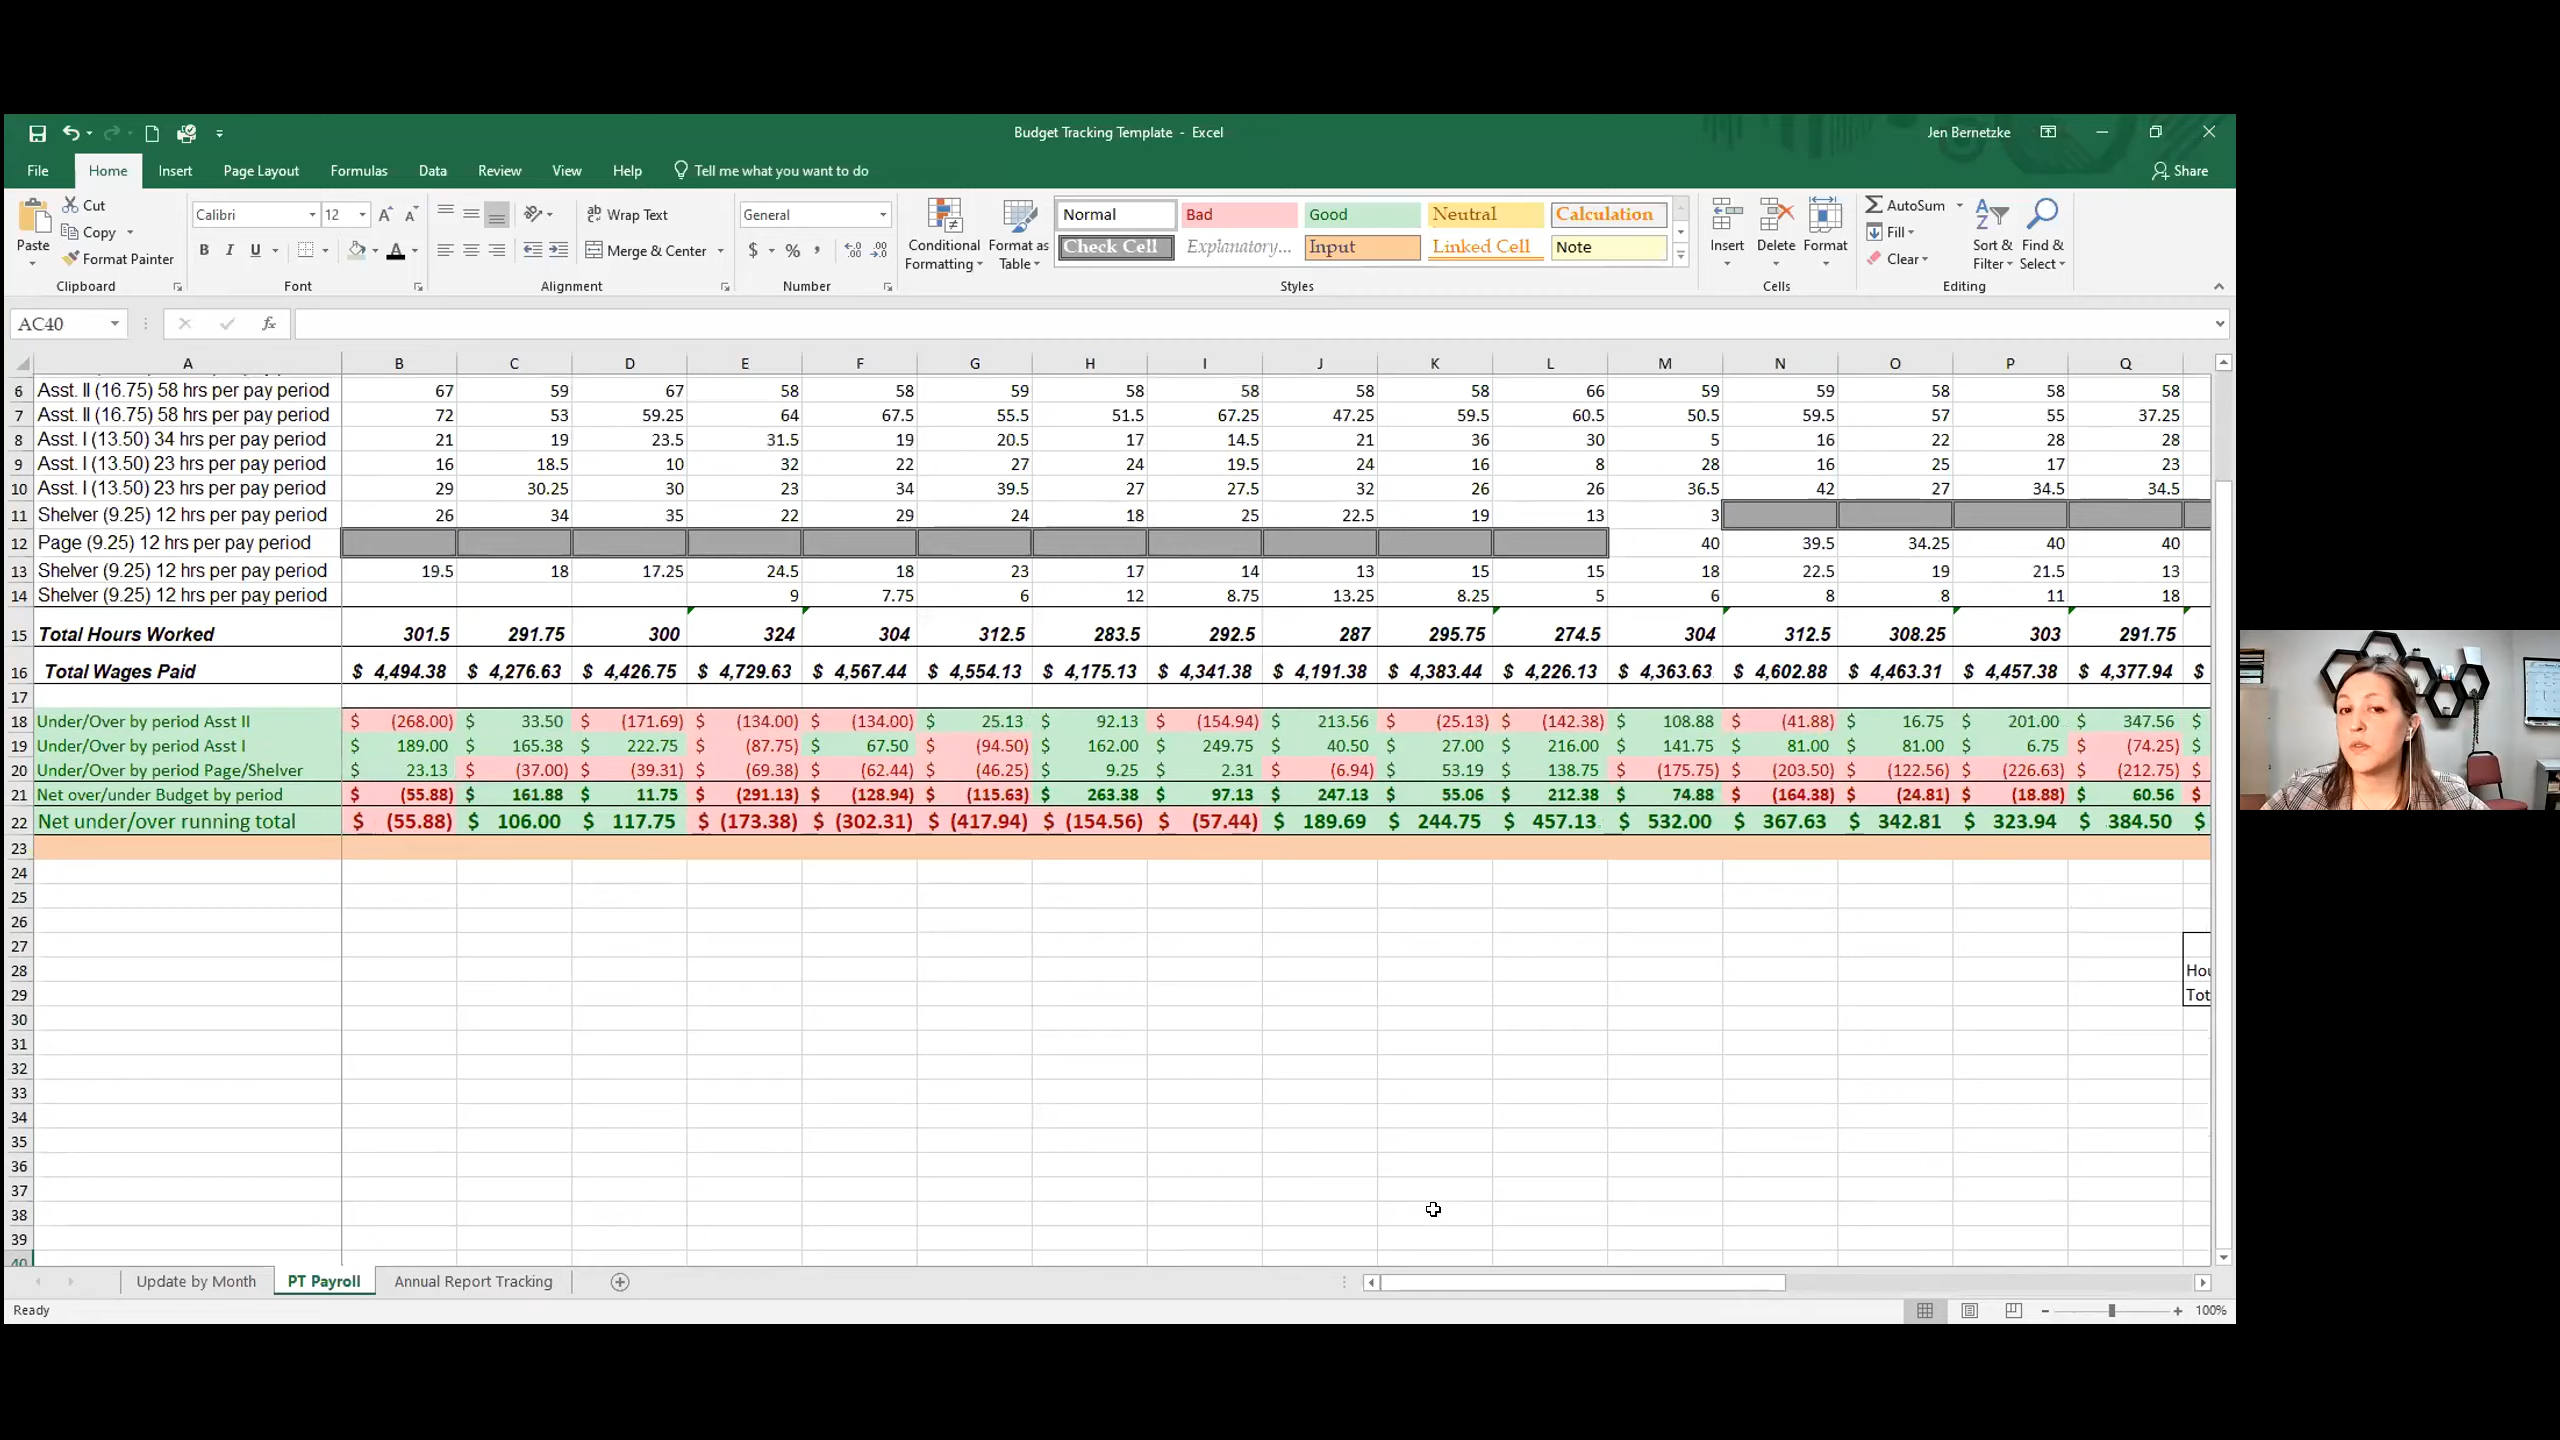 Budget Tracking Template - Excel
Jen Bernetzke
File Home Insert Page Layout Formulas Data Review View Help Tell me what you want to do Share
Paste Cut Copy Format Painter Clipboard
Calibri 12 B I U A Font
Wrap Text Merge & Center Alignment
General $ % , Number
Conditional Formatting Format as Table
Normal Bad Good Neutral Calculation
Check Cell Explanatory... Input Linked Cell Note
Styles
Insert Delete Format Cells
AutoSum Fill Clear Sort & Filter Find & Select Editing
AC40 fx
A B C D E F G H I J K L M N O P Q
6 Asst. II (16.75) 58 hrs per pay period 67 59 67 58 58 59 58 58 58 58 66 59 59 58 58 58
7 Asst. II (16.75) 58 hrs per pay period 72 53 59.25 64 67.5 55.5 51.5 67.25 47.25 59.5 60.5 50.5 59.5 57 55 37.25
8 Asst. I (13.50) 34 hrs per pay period 21 19 23.5 31.5 19 20.5 17 14.5 21 36 30 5 16 22 28 28
9 Asst. I (13.50) 23 hrs per pay period 16 18.5 10 32 22 27 24 19.5 24 16 8 28 16 25 17 23
10 Asst. I (13.50) 23 hrs per pay period 29 30.25 30 23 34 39.5 27 27.5 32 26 26 36.5 42 27 34.5 34.5
11 Shelver (9.25) 12 hrs per pay period 26 34 35 22 29 24 18 25 22.5 19 13 3
12 Page (9.25) 12 hrs per pay period 40 39.5 34.25 40 40
13 Shelver (9.25) 12 hrs per pay period 19.5 18 17.25 24.5 18 23 17 14 13 15 15 18 22.5 19 21.5 13
14 Shelver (9.25) 12 hrs per pay period 9 7.75 6 12 8.75 13.25 8.25 5 6 8 8 11 18
15 Total Hours Worked 301.5 291.75 300 324 304 312.5 283.5 292.5 287 295.75 274.5 304 312.5 308.25 303 291.75
16 Total Wages Paid $ 4,494.38 $ 4,276.63 $ 4,426.75 $ 4,729.63 $ 4,567.44 $ 4,554.13 $ 4,175.13 $ 4,341.38 $ 4,191.38 $ 4,383.44 $ 4,226.13 $ 4,363.63 $ 4,602.88 $ 4,463.31 $ 4,457.38 $ 4,377.94 $
17
18 Under/Over by period Asst II $ (268.00) $ 33.50 $ (171.69) $ (134.00) $ (134.00) $ 25.13 $ 92.13 $ (154.94) $ 213.56 $ (25.13) $ (142.38) $ 108.88 $ (41.88) $ 16.75 $ 201.00 $ 347.56 $
19 Under/Over by period Asst I $ 189.00 $ 165.38 $ 222.75 $ (87.75) $ 67.50 $ (94.50) $ 162.00 $ 249.75 $ 40.50 $ 27.00 $ 216.00 $ 141.75 $ 81.00 $ 81.00 $ 6.75 $ (74.25) $
20 Under/Over by period Page/Shelver $ 23.13 $ (37.00) $ (39.31) $ (69.38) $ (62.44) $ (46.25) $ 9.25 $ 2.31 $ (6.94) $ 53.19 $ 138.75 $ (175.75) $ (203.50) $ (122.56) $ (226.63) $ (212.75) $
21 Net over/under Budget by period $ (55.88) $ 161.88 $ 11.75 $ (291.13) $ (128.94) $ (115.63) $ 263.38 $ 97.13 $ 247.13 $ 55.06 $ 212.38 $ 74.88 $ (164.38) $ (24.81) $ (18.88) $ 60.56 $
22 Net under/over running total $ (55.88) $ 106.00 $ 117.75 $ (173.38) $ (302.31) $ (417.94) $ (154.56) $ (57.44) $ 189.69 $ 244.75 $ 457.13 $ 532.00 $ 367.63 $ 342.81 $ 323.94 $ 384.50 $
23
24
25
26
27
28 Hou
29 Tot
30
31
32
33
34
35
36
37
38
39
40
Update by Month PT Payroll Annual Report Tracking
Ready 100%